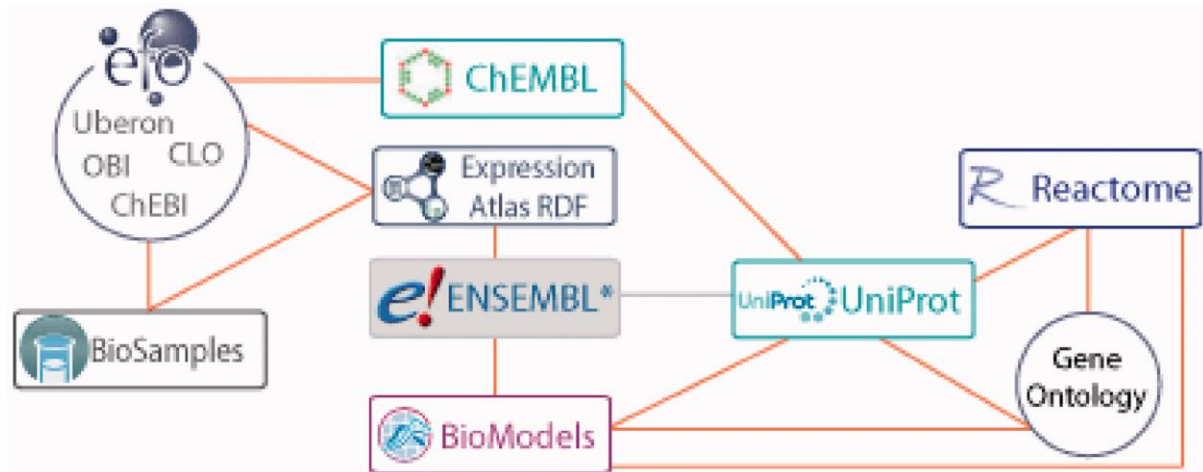 efo
Uberon
OBI
CLO
ChEBI
ChEMBL
Expression
Atlas RDF
R Reactome
e! ENSEMBL*
UniProt UniProt
BioSamples
Gene
Ontology
BioModels